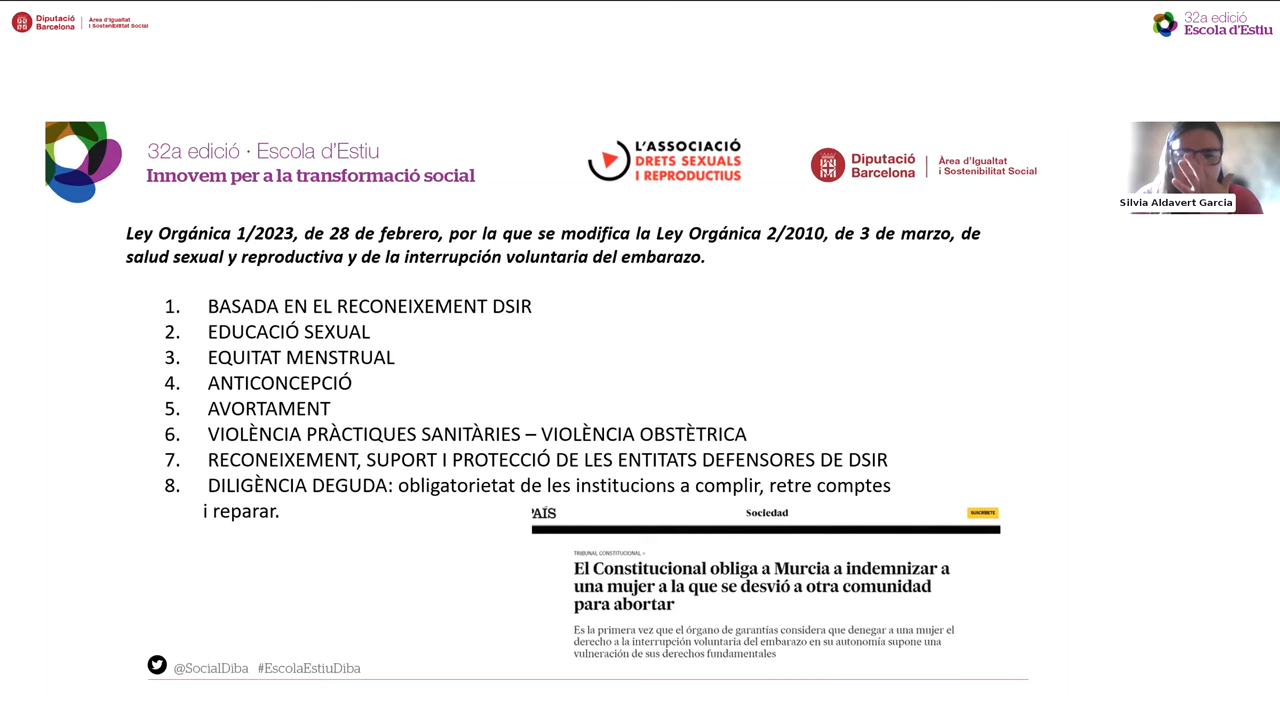 Diputació
Barcelona
Àrea d'Igualtat
i Sostenibilitat Social
32a edició
Escola d'Estiu
32a edició · Escola d'Estiu
Innovem per a la transformació social
L'ASSOCIACIÓ
DRETS SEXUALS
I REPRODUCTIUS
Diputació
Barcelona
Àrea d'Igualtat
i Sostenibilitat Social
Silvia Aldavert Garcia
Ley Orgánica 1/2023, de 28 de febrero, por la que se modifica la Ley Orgánica 2/2010, de 3 de marzo, de
salud sexual y reproductiva y de la interrupción voluntaria del embarazo.
1. BASADA EN EL RECONEIXEMENT DSIR
2. EDUCACIÓ SEXUAL
3. EQUITAT MENSTRUAL
4. ANTICONCEPCIÓ
5. AVORTAMENT
6. VIOLÈNCIA PRÀCTIQUES SANITÀRIES – VIOLÈNCIA OBSTÈTRICA
7. RECONEIXEMENT, SUPORT I PROTECCIÓ DE LES ENTITATS DEFENSORES DE DSIR
8. DILIGÈNCIA DEGUDA: obligatorietat de les institucions a complir, retre comptes
i reparar.
PAÍS
Sociedad
SUSCRÍBETE
TRIBUNAL CONSTITUCIONAL >
El Constitucional obliga a Murcia a indemnizar a
una mujer a la que se desvió a otra comunidad
para abortar
Es la primera vez que el órgano de garantías considera que denegar a una mujer el
derecho a la interrupción voluntaria del embarazo en su autonomía supone una
vulneración de sus derechos fundamentales
@SocialDiba #EscolaEstiuDiba